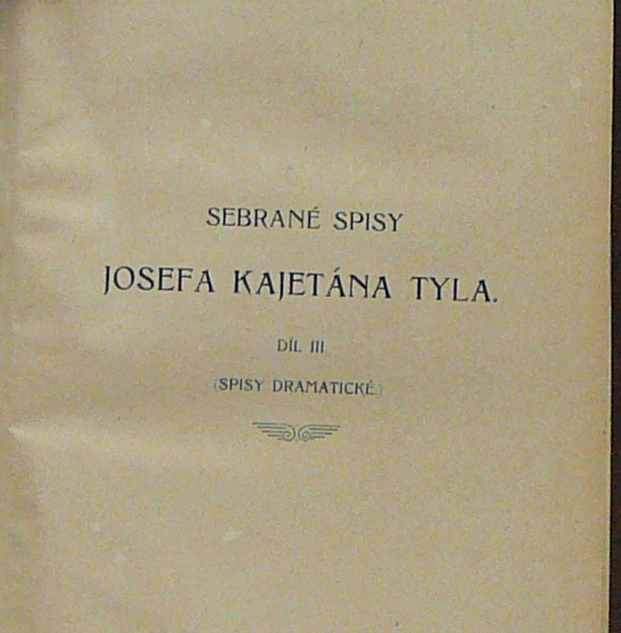 SEBRANÉ SPISY
JOSEFA KAJETÁNA TYLA.
DÍL III.
(SPISY DRAMATICKÉ.)